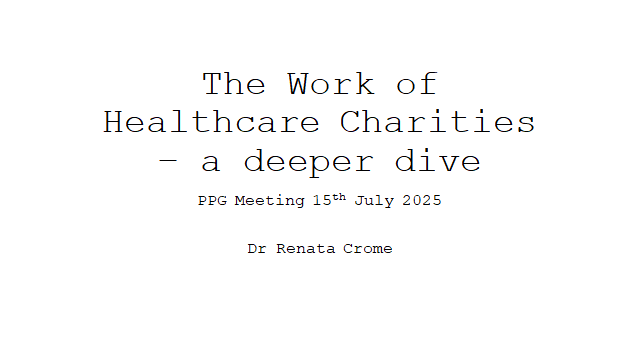 The Work of
Healthcare Charities
– a deeper dive
PPG Meeting 15th July 2025
Dr Renata Crome